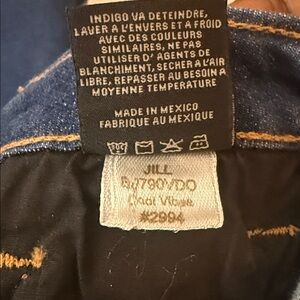 INDIGO VA DETEINDRE,
LAVER A L'ENVERS ET A FROID
AVEC DES COULEURS
SIMILAIRES, NE PAS
UTILISER D'AGENTS DE
BLANCHIMENT, SECHER A L'AIR
LIBRE, REPASSER AU BESOIN A
MOYENNE TEMPERATURE
MADE IN MEXICO
FABRIQUE AU MEXIQUE
JILL
Vibes
#2994